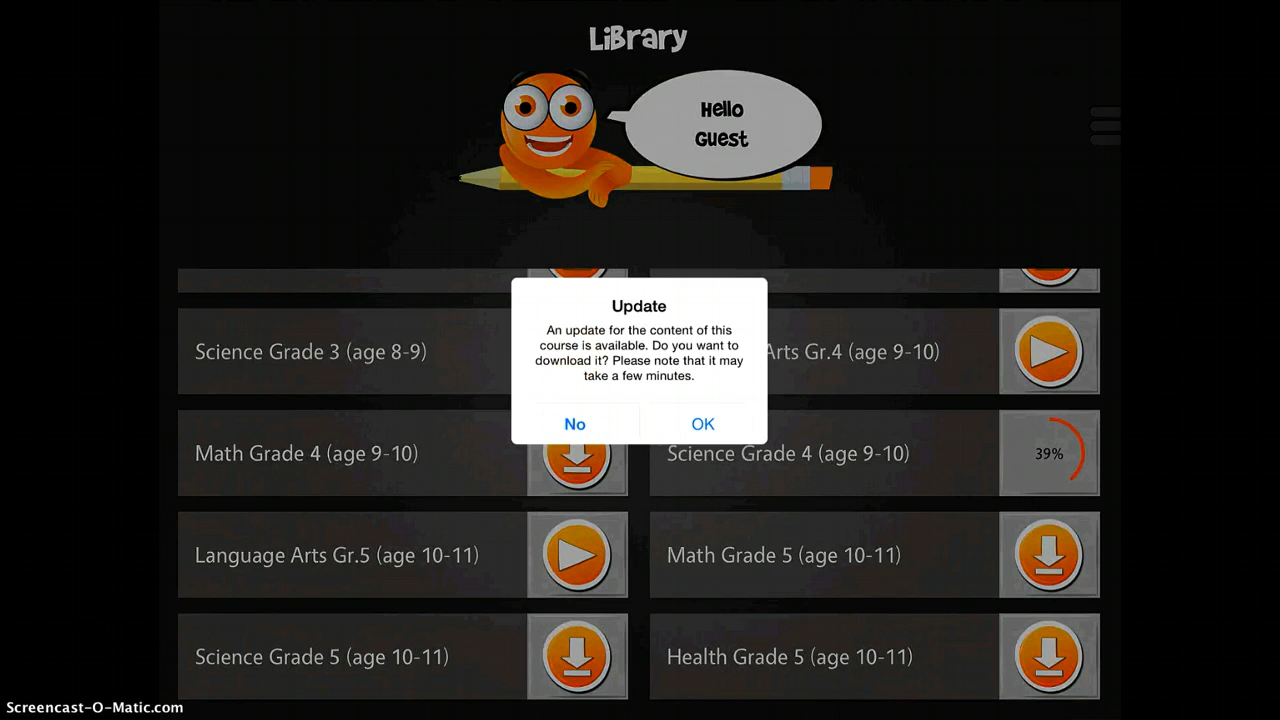 LiBrary
Hello
Guest
Update
An update for the content of this
course is available. Do you want to
download it? Please note that it may
take a few minutes.
No
OK
Science Grade 3 (age 8-9)
Arts Gr.4 (age 9-10)
Math Grade 4 (age 9-10)
Science Grade 4 (age 9-10)
39%
Language Arts Gr.5 (age 10-11)
Math Grade 5 (age 10-11)
Science Grade 5 (age 10-11)
Health Grade 5 (age 10-11)
Screencast-O-Matic.com